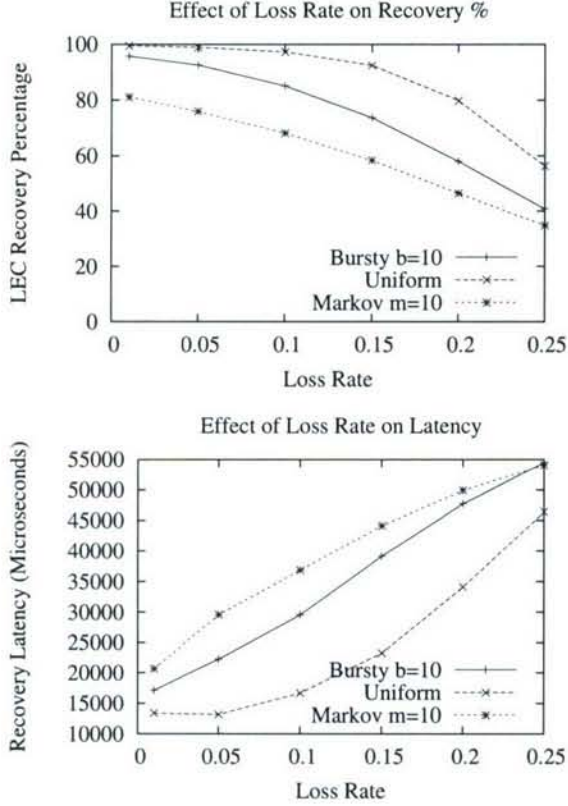 Effect of Loss Rate on Recovery %
LEC Recovery Percentage
100
80
60
40
20
0
Bursty b=10
Uniform
Markov m=10
0 0.05 0.1 0.15 0.2 0.25
Loss Rate
Effect of Loss Rate on Latency
Recovery Latency (Microseconds)
55000
50000
45000
40000
35000
30000
25000
20000
15000
10000
Bursty b=10
Uniform
Markov m=10
0 0.05 0.1 0.15 0.2 0.25
Loss Rate